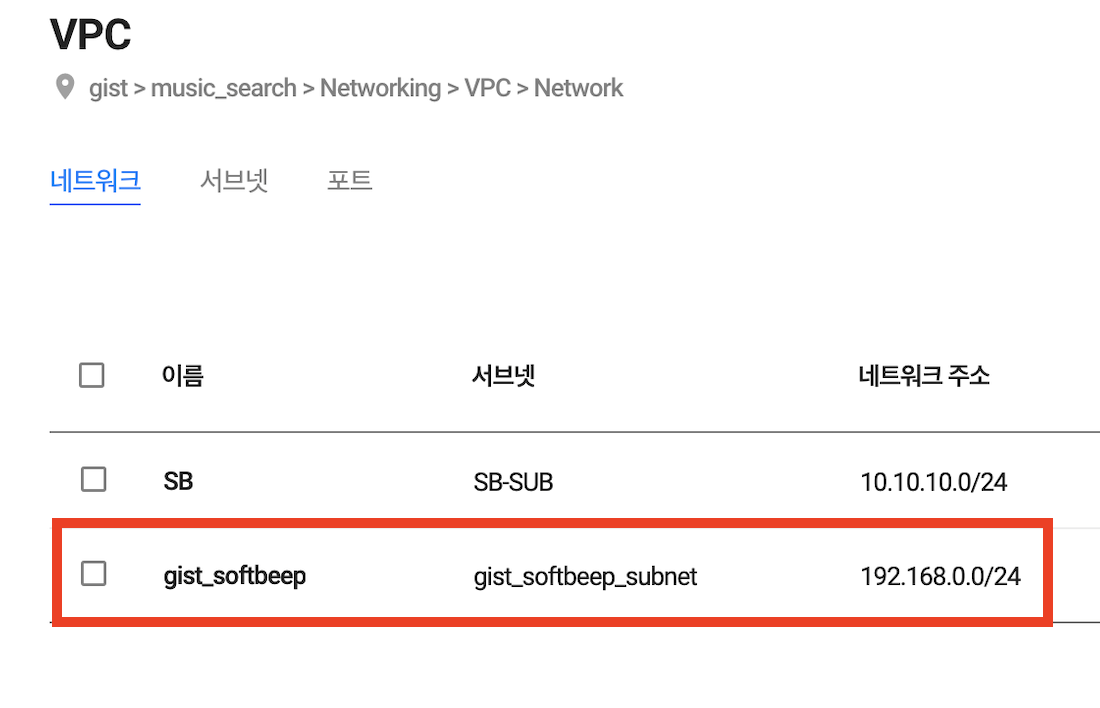 VPC
gist > music_search > Networking > VPC > Network
네트워크 서브넷 포트
이름 서브넷 네트워크 주소
SB SB-SUB 10.10.10.0/24
gist_softbeep gist_softbeep_subnet 192.168.0.0/24